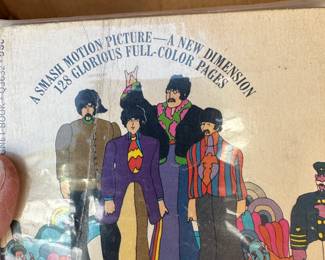 A SMASH MOTION PICTURE—A NEW DIMENSION
128 GLORIOUS FULL-COLOR PAGES